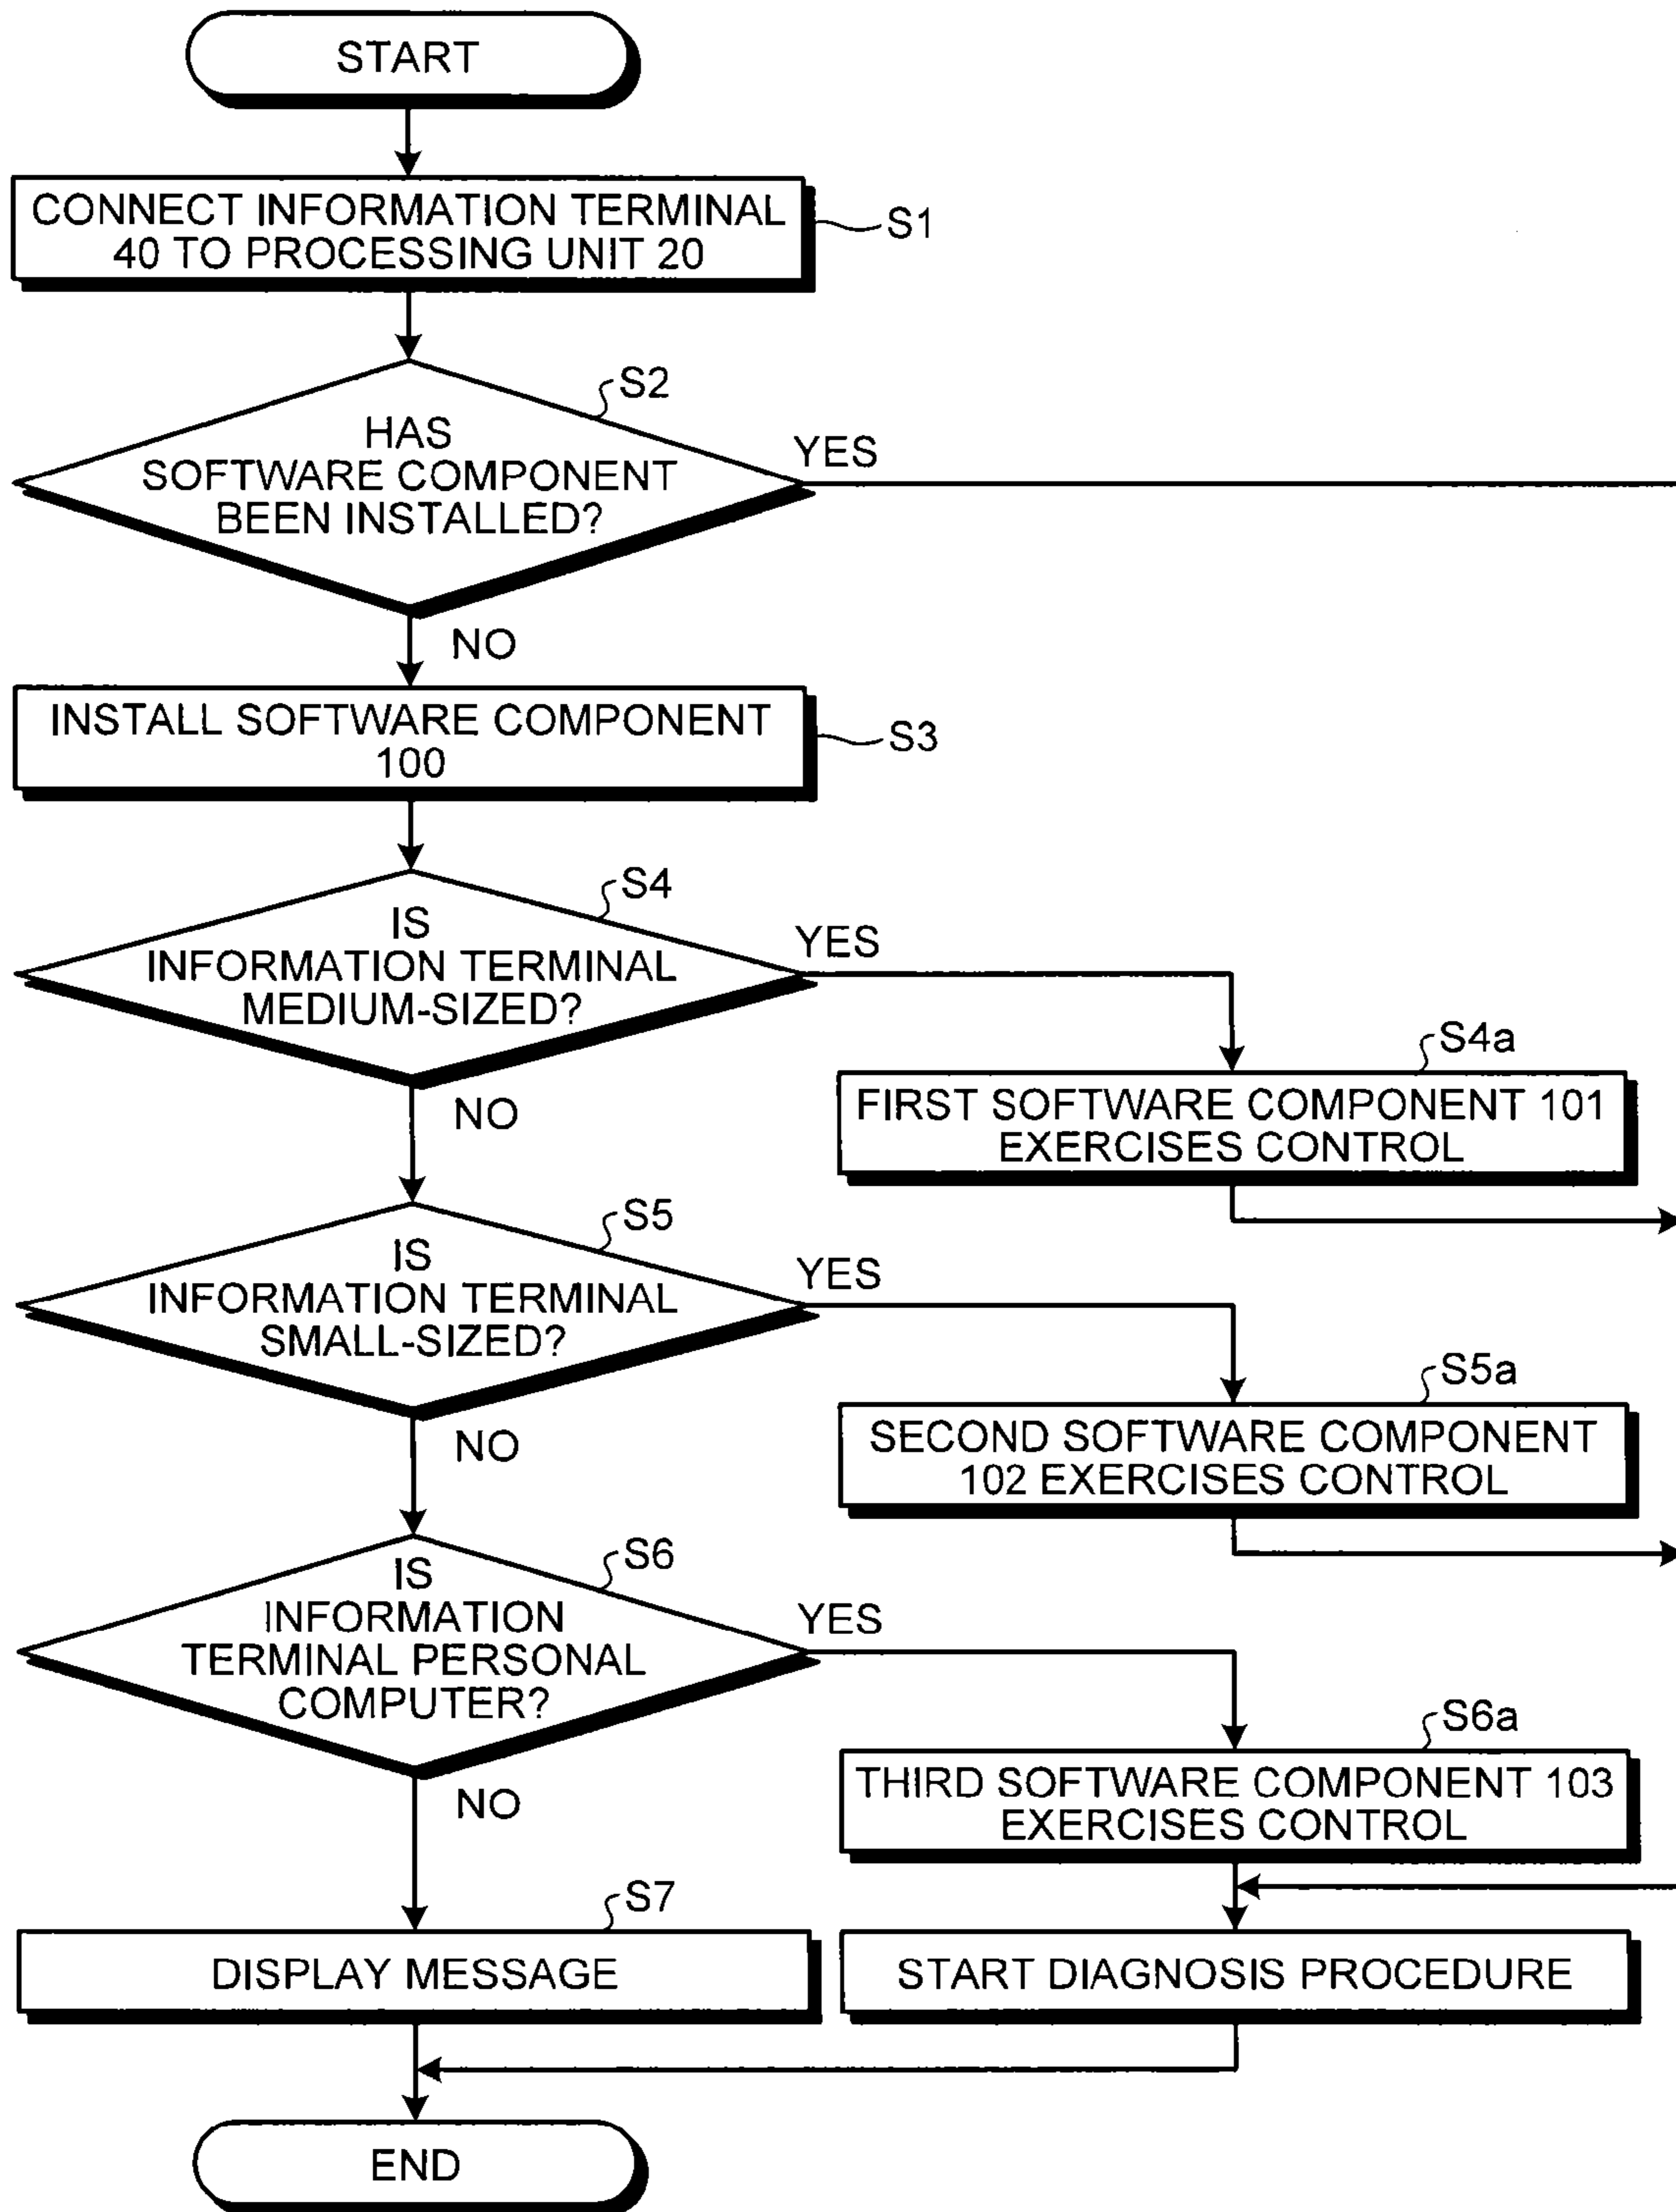 START
CONNECT INFORMATION TERMINAL
40 TO PROCESSING UNIT 20
S1
S2
HAS
SOFTWARE COMPONENT
BEEN INSTALLED?
YES
NO
INSTALL SOFTWARE COMPONENT
100
S3
S4
IS
INFORMATION TERMINAL
MEDIUM-SIZED?
YES
NO
S4a
FIRST SOFTWARE COMPONENT 101
EXERCISES CONTROL
S5
IS
INFORMATION TERMINAL
SMALL-SIZED?
YES
NO
S5a
SECOND SOFTWARE COMPONENT
102 EXERCISES CONTROL
S6
IS
INFORMATION
TERMINAL PERSONAL
COMPUTER?
YES
NO
S6a
THIRD SOFTWARE COMPONENT 103
EXERCISES CONTROL
S7
DISPLAY MESSAGE
START DIAGNOSIS PROCEDURE
END